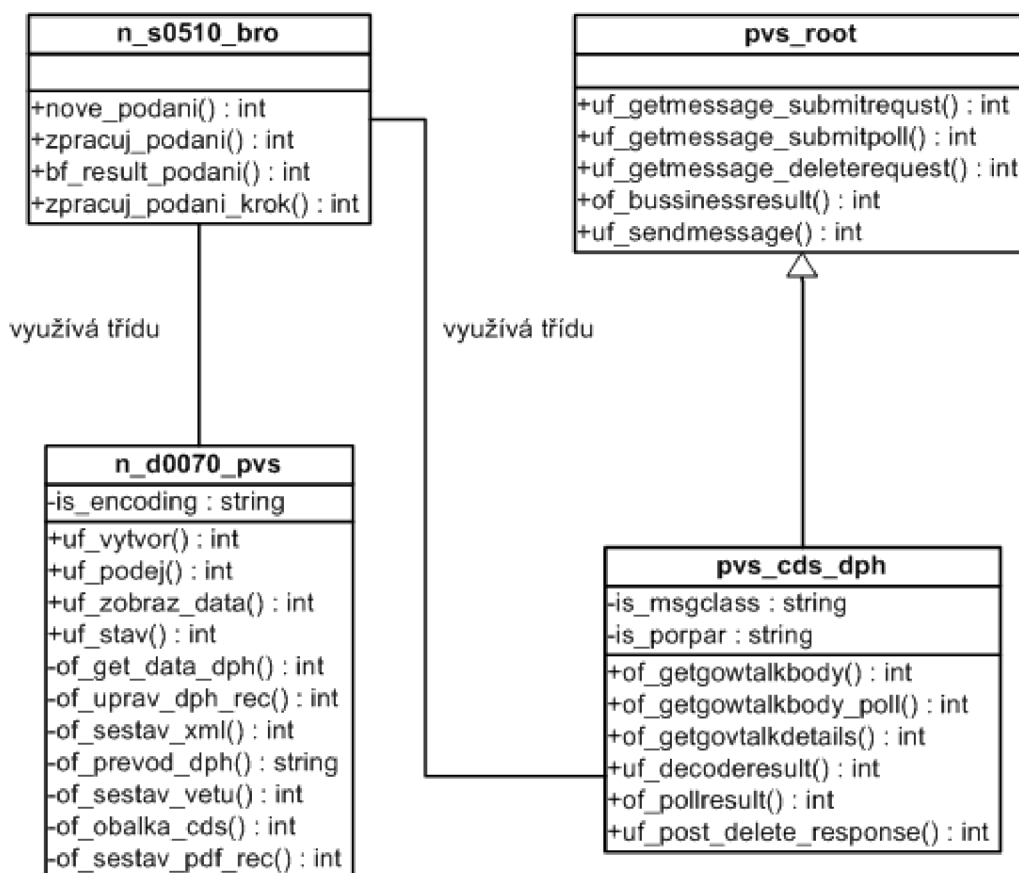 n_s0510_bro
+nove_podani() : int
+zpracuj_podani() : int
+bf_result_podani() : int
+zpracuj_podani_krok() : int
pvs_root
+uf_getmessage_submitrequst() : int
+uf_getmessage_submitpoll() : int
+uf_getmessage_deleterequest() : int
+of_bussinessresult() : int
+uf_sendmessage() : int
využívá třídu
využívá třídu
n_d0070_pvs
-is_encoding : string
+uf_vytvor() : int
+uf_podej() : int
+uf_zobraz_data() : int
+uf_stav() : int
-of_get_data_dph() : int
-of_uprav_dph_rec() : int
-of_sestav_xml() : int
-of_prevod_dph() : string
-of_sestav_vetu() : int
-of_obalka_cds() : int
-of_sestav_pdf_rec() : int
pvs_cds_dph
-is_msgclass : string
-is_porpar : string
+of_getgowtalkbody() : int
+of_getgowtalkbody_poll() : int
+of_getgovtalkdetails() : int
+uf_decoderesult() : int
+of_pollresult() : int
+uf_post_delete_response() : int